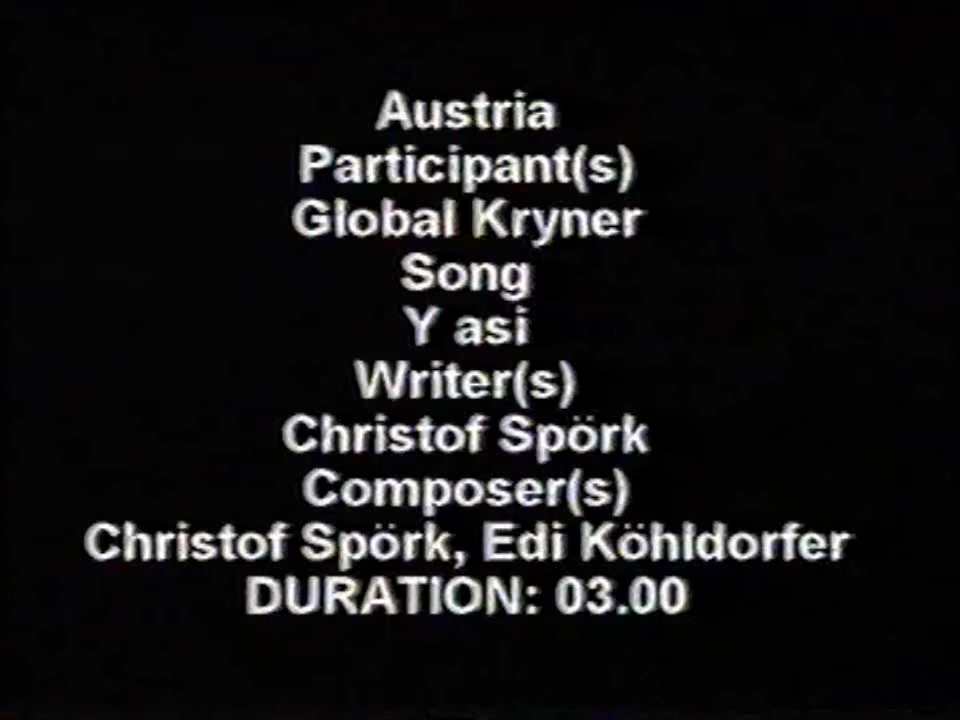 Austria
Participant(s)
Global Kryner
Song
Y asi
Writer(s)
Christof Spörk
Composer(s)
Christof Spörk, Edi Köhldorfer
DURATION: 03.00